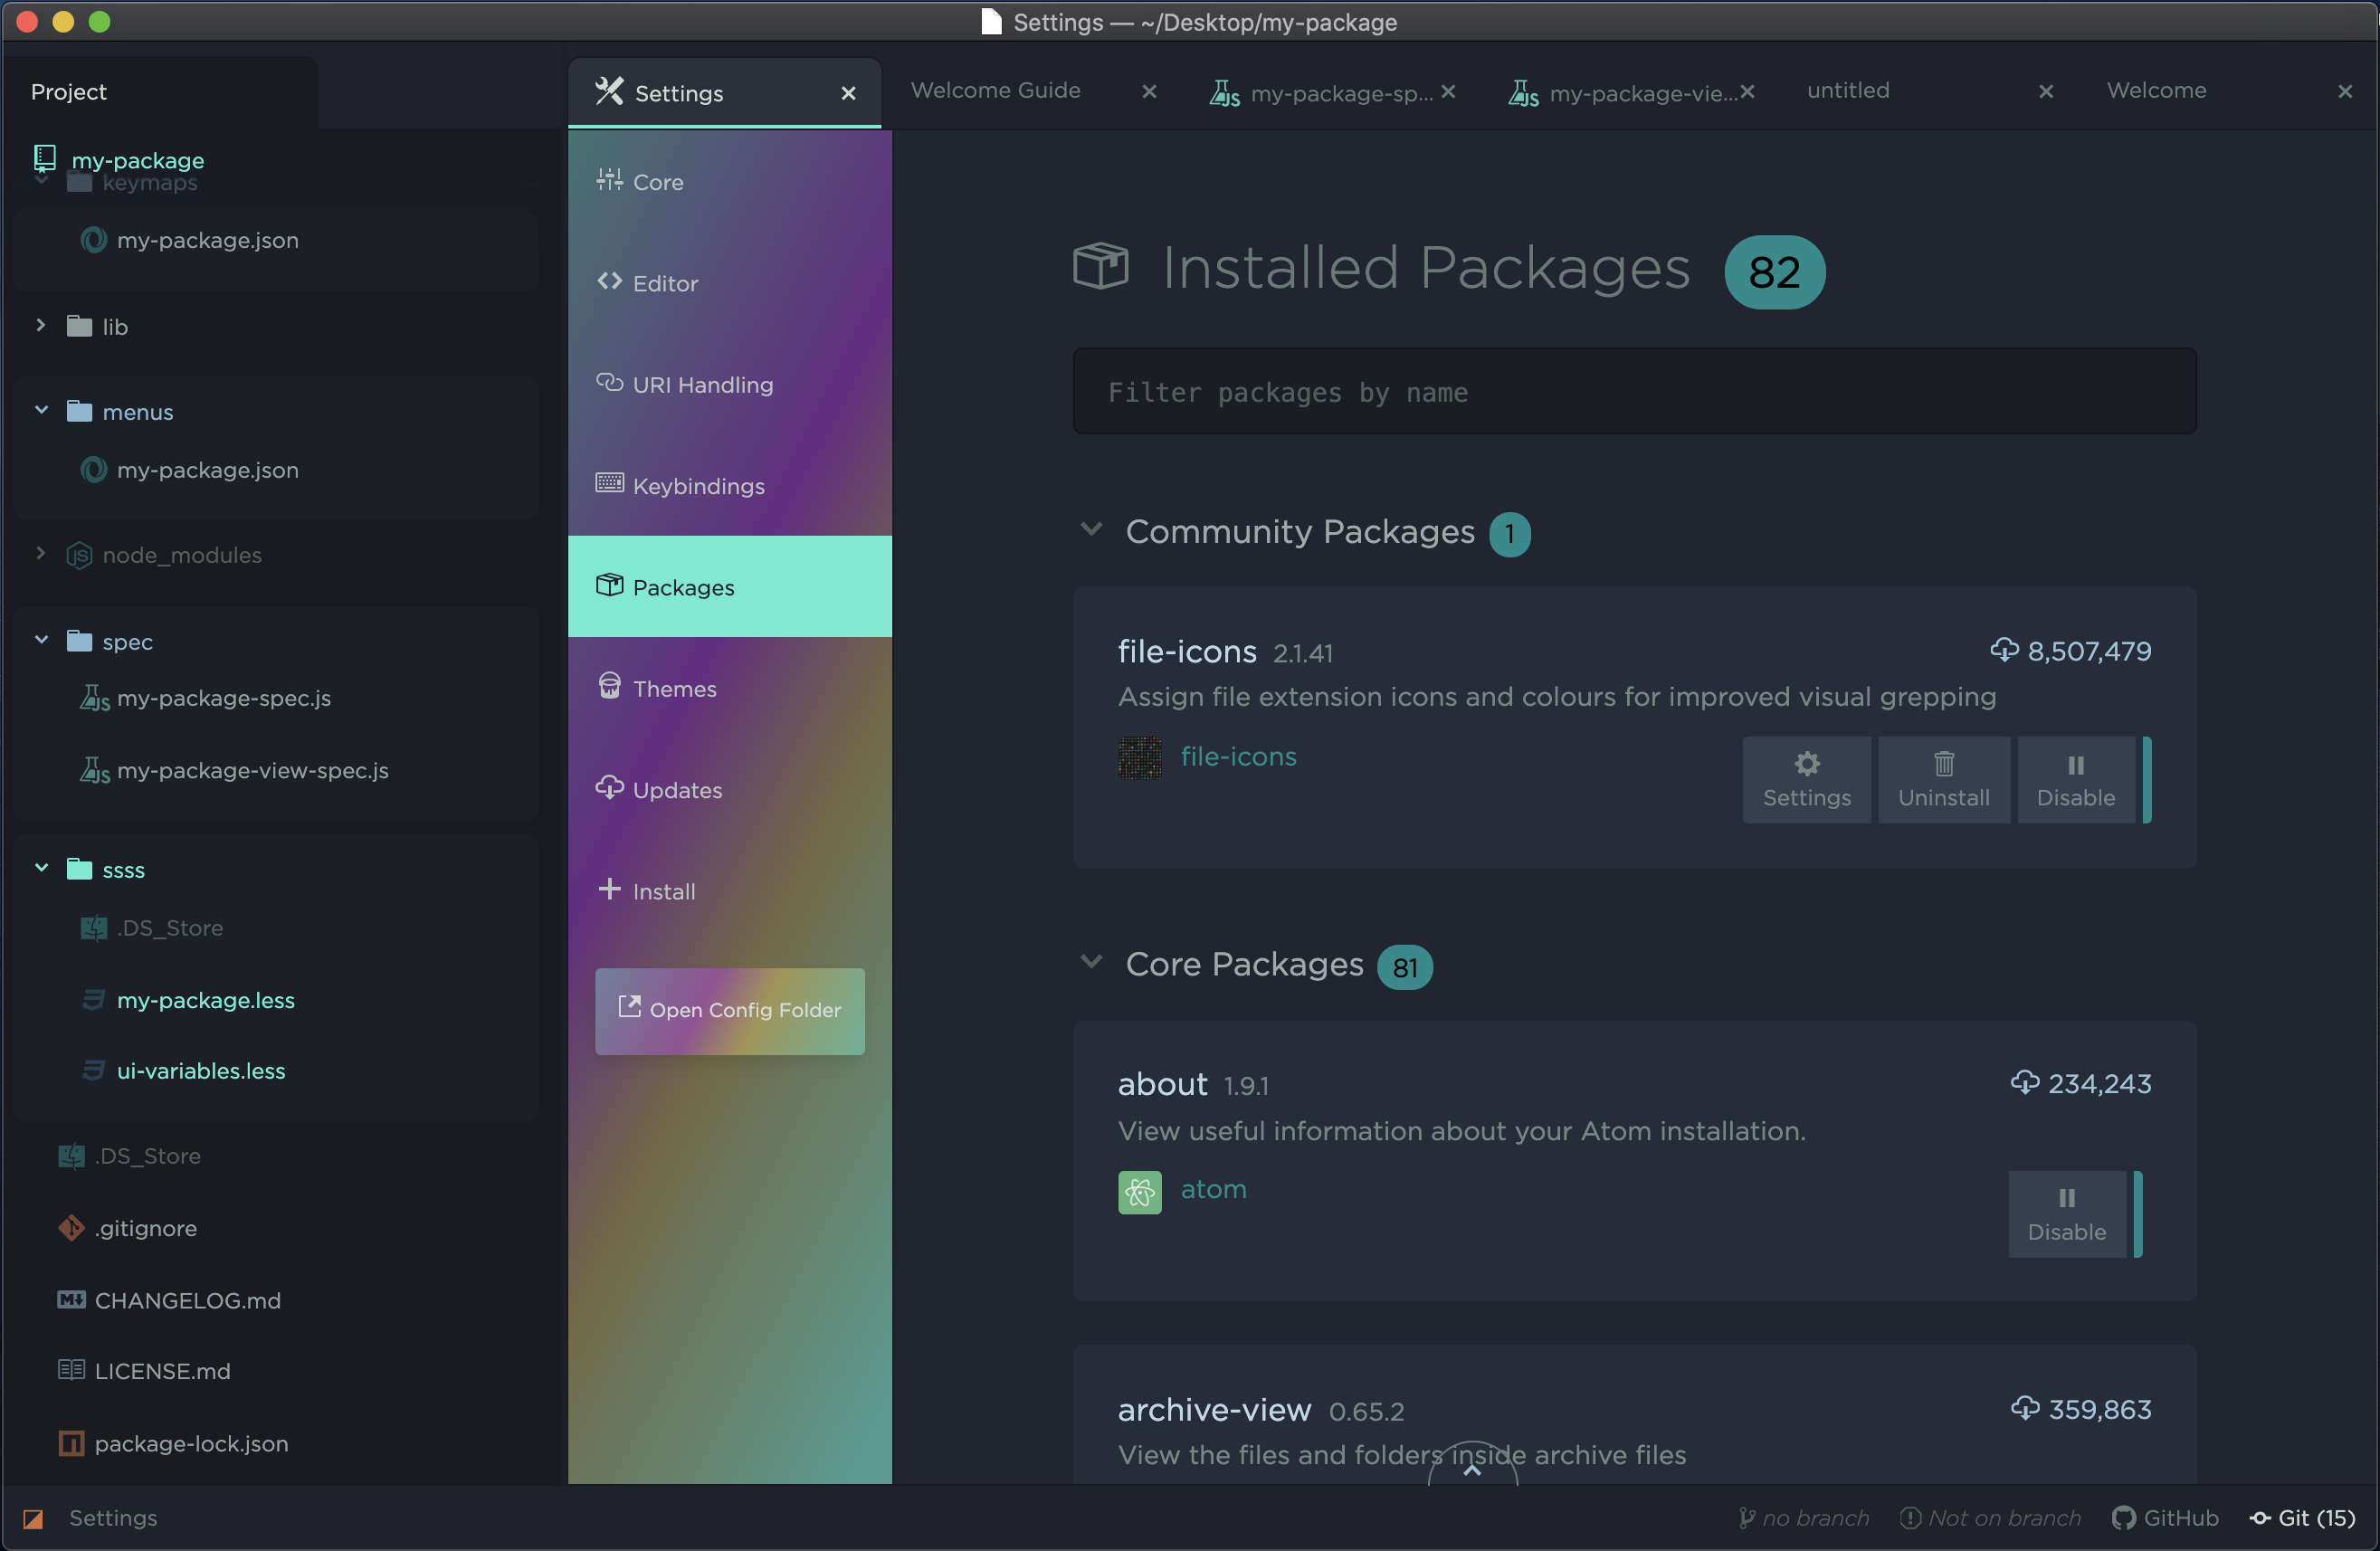 Settings — ~/Desktop/my-package
Project
Settings
Welcome Guide
my-package-sp...
my-package-vie...
untitled
Welcome
my-package
keymaps
my-package.json
lib
menus
my-package.json
node_modules
spec
my-package-spec.js
my-package-view-spec.js
ssss
.DS_Store
my-package.less
ui-variables.less
.DS_Store
.gitignore
CHANGELOG.md
LICENSE.md
package-lock.json
Core
Editor
URI Handling
Keybindings
Packages
Themes
Updates
Install
Open Config Folder
Installed Packages 82
Filter packages by name
Community Packages 1
file-icons 2.1.41
8,507,479
Assign file extension icons and colours for improved visual grepping
file-icons
Settings
Uninstall
Disable
Core Packages 81
about 1.9.1
234,243
View useful information about your Atom installation.
atom
Disable
archive-view 0.65.2
359,863
View the files and folders inside archive files
Settings
no branch
Not on branch
GitHub
Git (15)